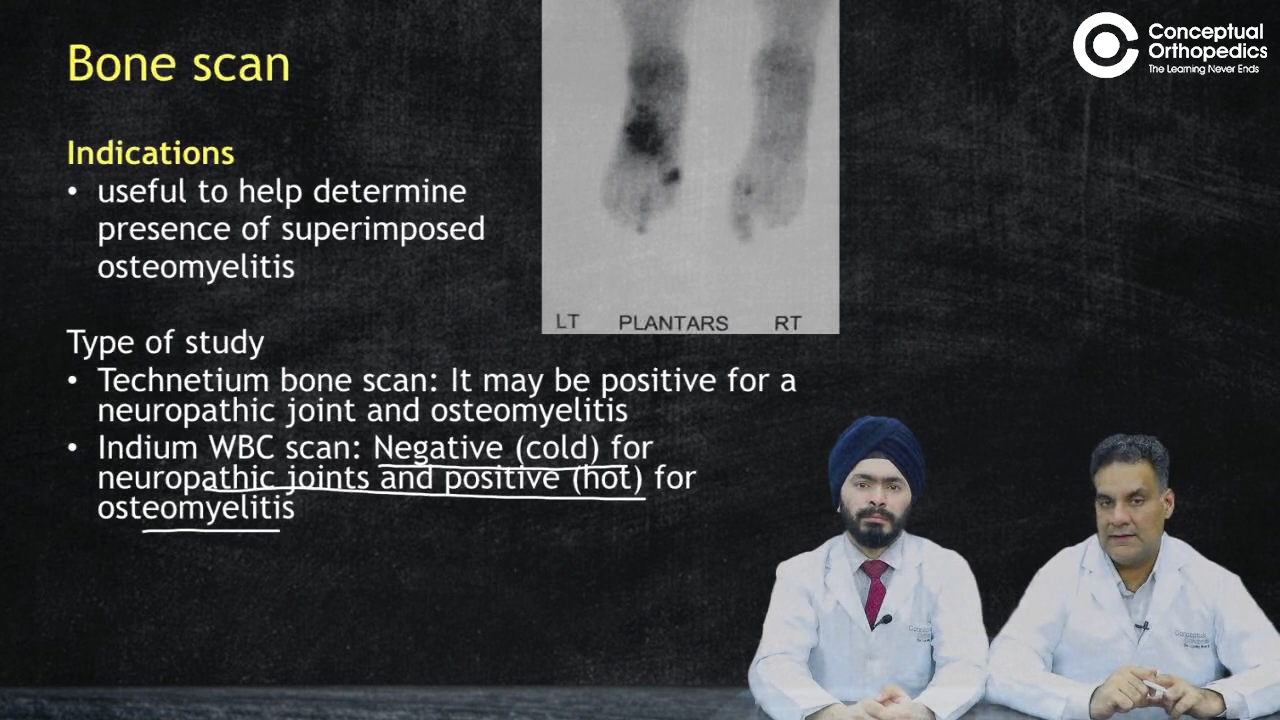 Bone scan
Conceptual
Orthopedics
The Learning Never Ends
Indications
• useful to help determine
presence of superimposed
osteomyelitis
LT PLANTARS RT
Type of study
• Technetium bone scan: It may be positive for a
neuropathic joint and osteomyelitis
• Indium WBC scan: Negative (cold) for
neuropathic joints and positive (hot) for
osteomyelitis